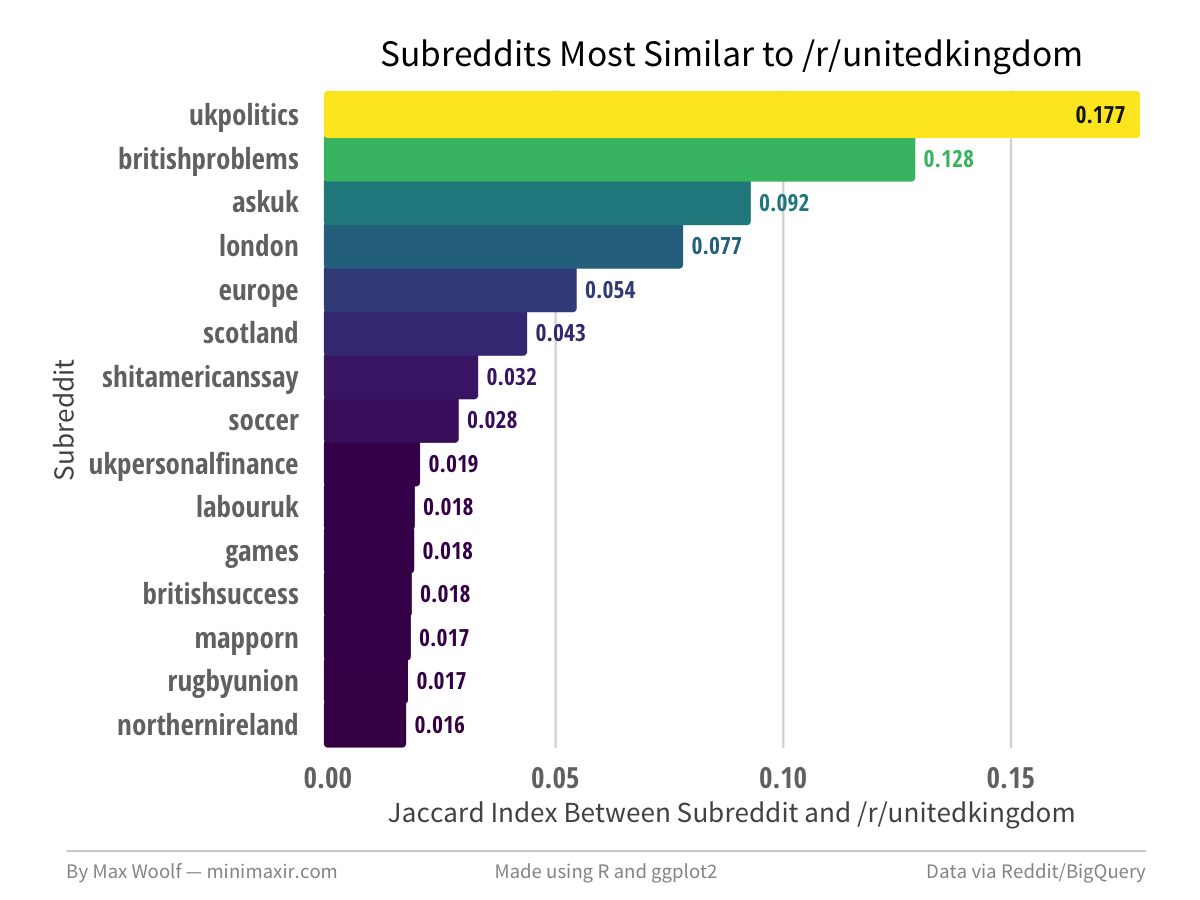 Subreddits Most Similar to /r/unitedkingdom
ukpolitics 0.177
britishproblems 0.128
askuk 0.092
london 0.077
europe 0.054
scotland 0.043
shitamericanssay 0.032
soccer 0.028
ukpersonalfinance 0.019
labouruk 0.018
games 0.018
britishsuccess 0.018
mapporn 0.017
rugbyunion 0.017
northernireland 0.016
Subreddit
0.00 0.05 0.10 0.15
Jaccard Index Between Subreddit and /r/unitedkingdom
By Max Woolf — minimaxir.com Made using R and ggplot2 Data via Reddit/BigQuery